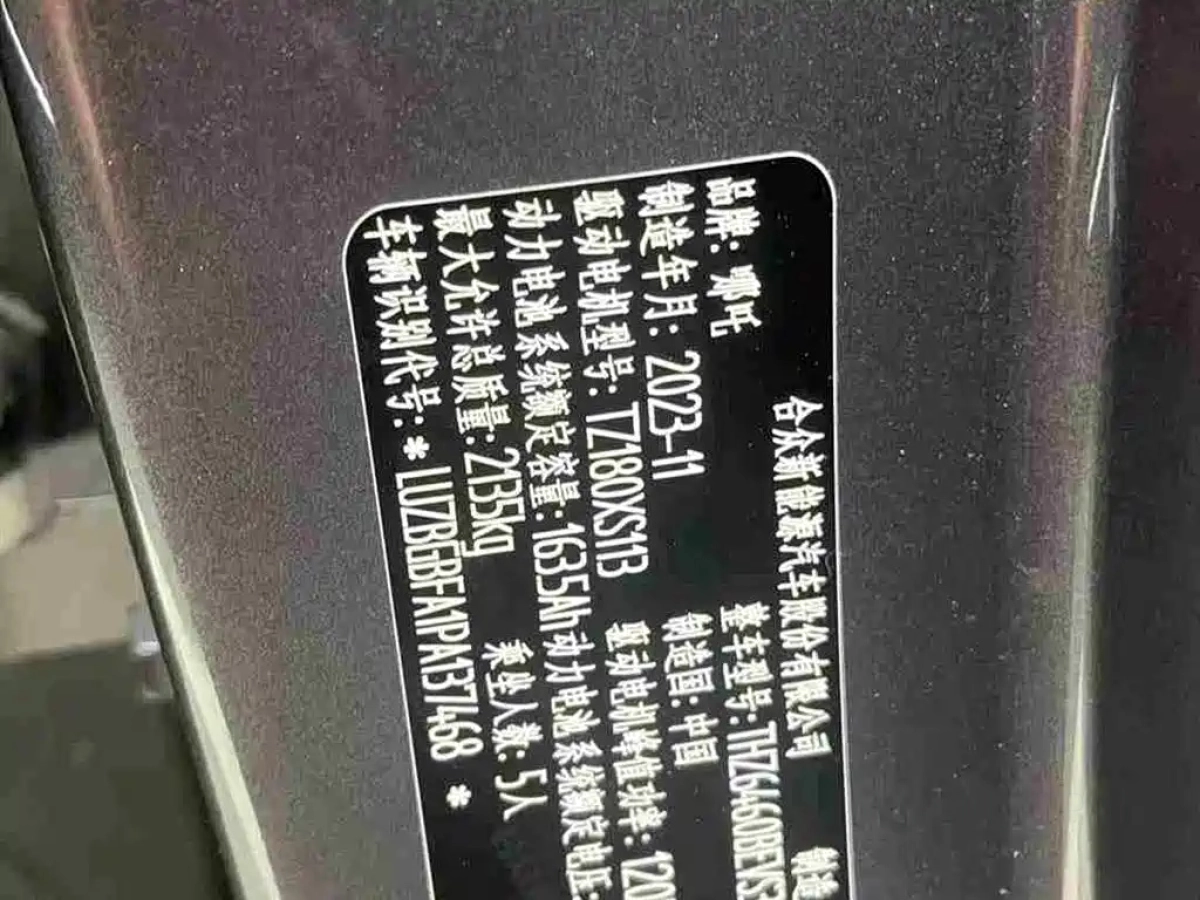 合众新能源汽车股份有限公司 制造
品牌: 哪吒 整车型号: THZ6460BEVS3
制造年月: 2023-11 制造国: 中国
驱动电机型号: TZ180XS113 驱动电机峰值功率: 120
动力电池系统额定容量: 163.5Ah 动力电池系统额定电压:
最大允许总质量: 2135kg 乘坐人数: 5人
车辆识别代号: * LUZBEBFA1PA137468 *